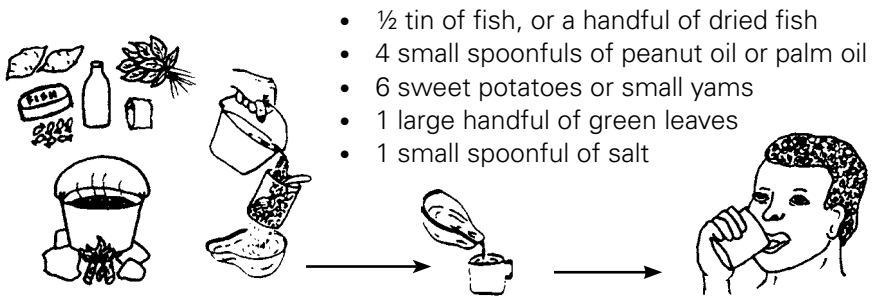 • ½ tin of fish, or a handful of dried fish
• 4 small spoonfuls of peanut oil or palm oil
• 6 sweet potatoes or small yams
• 1 large handful of green leaves
• 1 small spoonful of salt
FISH